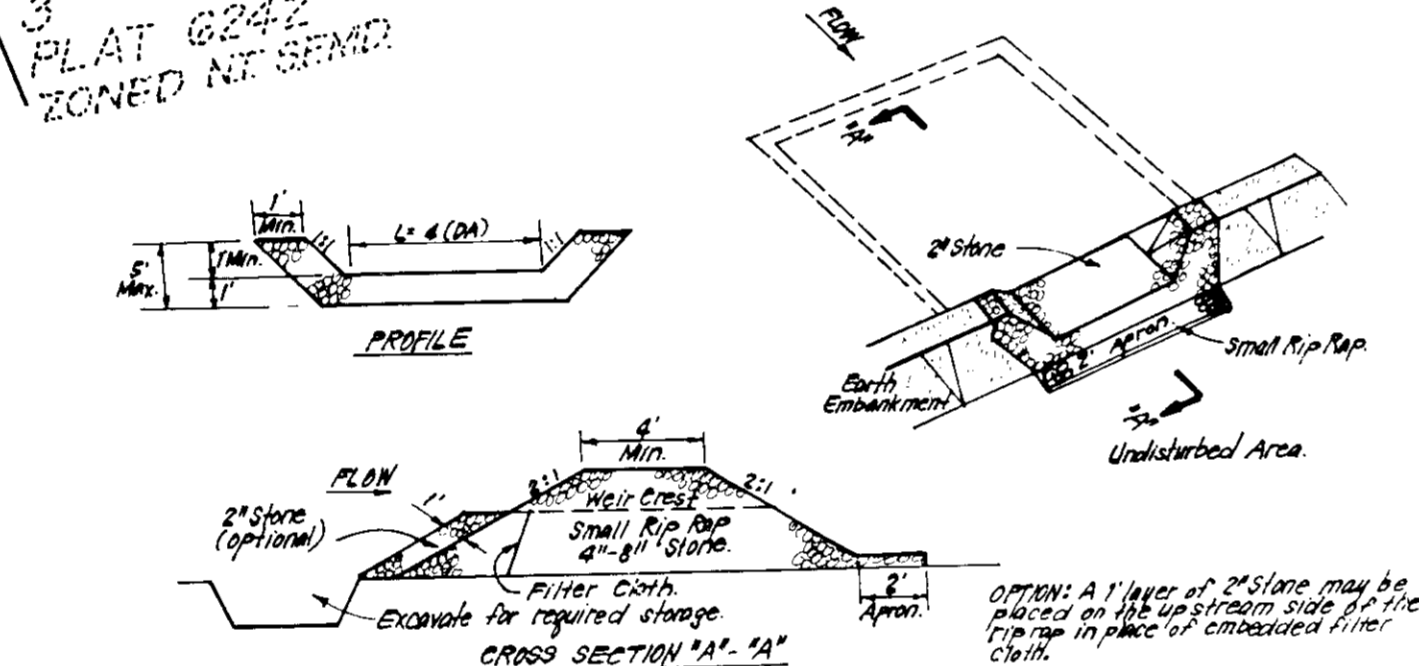 3
PLAT 6242
ZONED N.T. S.F.M.D.
FLOW
"A"
2" Stone
2' Apron.
Small Rip Rap.
Earth
Embankment
"A"
Undisturbed Area.
1'
Min.
L= 4 (DA)
1:1
1:1
5'
Max.
1'Min.
1'
PROFILE
4'
Min.
FLOW
2:1
2:1
1'
Weir Crest
2" Stone
(optional)
Small Rip Rap
4"-8" Stone.
Filter Cloth.
Excavate for required storage.
2'
Apron.
CROSS SECTION "A"-"A"
OPTION: A 1' layer of 2" Stone may be
placed on the upstream side of the
rip rap in place of embedded filter
cloth.